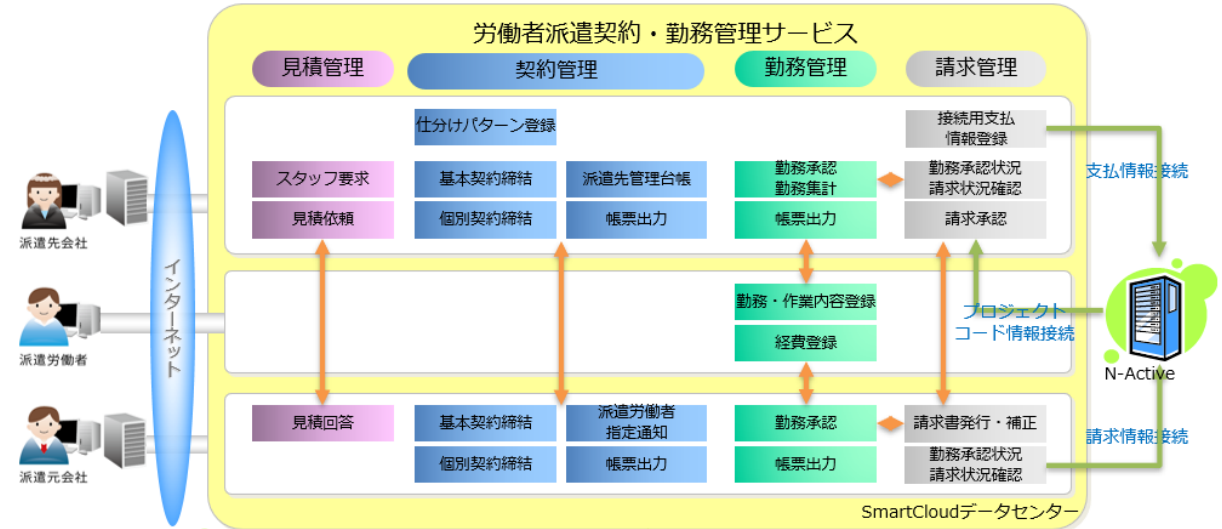 労働者派遣契約・勤務管理サービス
見積管理
契約管理
勤務管理
請求管理
仕分けパターン登録
接続用支払
情報登録
スタッフ要求
基本契約締結
派遣先管理台帳
勤務承認
勤務集計
勤務承認状況
請求状況確認
見積依頼
個別契約締結
帳票出力
帳票出力
請求承認
支払情報接続
派遣先会社
インターネット
勤務・作業内容登録
経費登録
プロジェクト
コード情報接続
派遣労働者
N-Active
見積回答
基本契約締結
派遣労働者
指定通知
勤務承認
請求書発行・補正
請求情報接続
個別契約締結
帳票出力
帳票出力
勤務承認状況
請求状況確認
派遣元会社
SmartCloudデータセンター